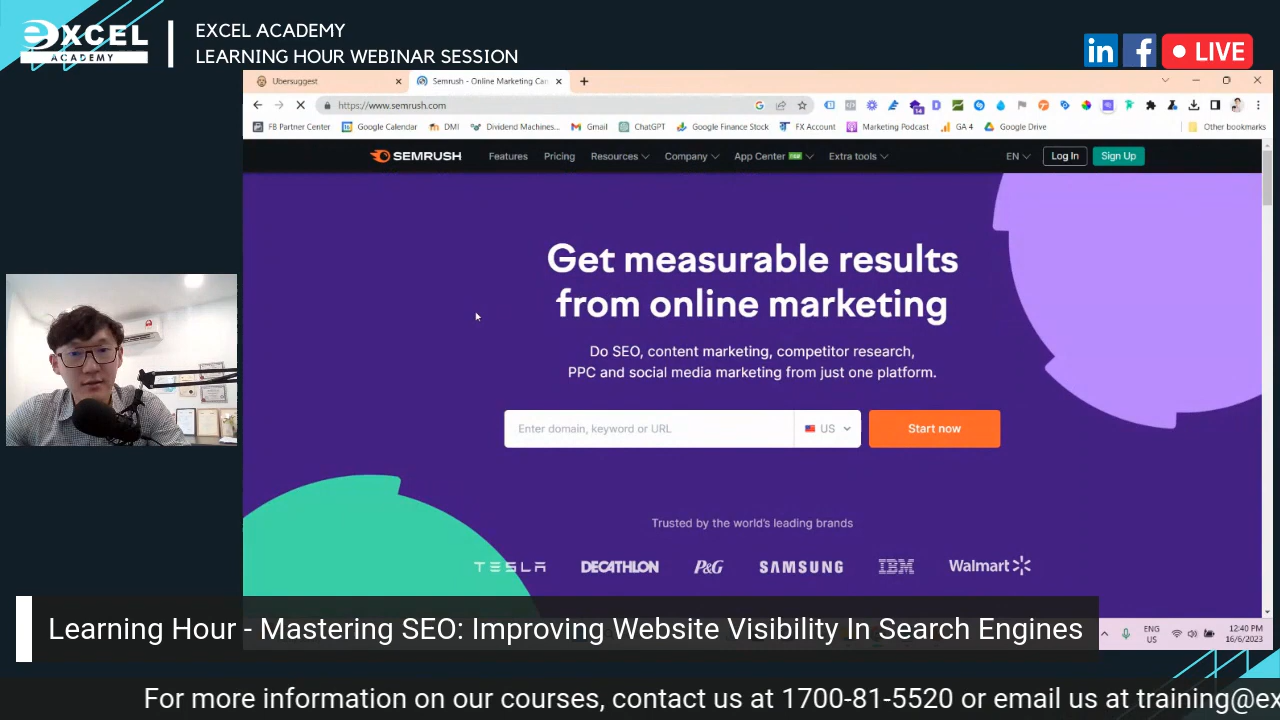 eXCEL
ACADEMY
EXCEL ACADEMY
LEARNING HOUR WEBINAR SESSION
in
f
LIVE
Ubersuggest
Semrush - Online Marketing Can
https://www.semrush.com
FB Partner Center
Google Calendar
DMI
Dividend Machines...
Gmail
ChatGPT
Google Finance Stock
FX Account
Marketing Podcast
GA 4
Google Drive
Other bookmarks
SEMRUSH
Features
Pricing
Resources
Company
App Center
Extra tools
EN
Log In
Sign Up
Get measurable results
from online marketing
Do SEO, content marketing, competitor research,
PPC and social media marketing from just one platform.
Enter domain, keyword or URL
US
Start now
Trusted by the world's leading brands
TESLA
DECATHLON
P&G
SAMSUNG
IBM
Walmart
Learning Hour - Mastering SEO: Improving Website Visibility In Search Engines
ENG
US
12:40 PM
16/6/2023
For more information on our courses, contact us at 1700-81-5520 or email us at training@ex